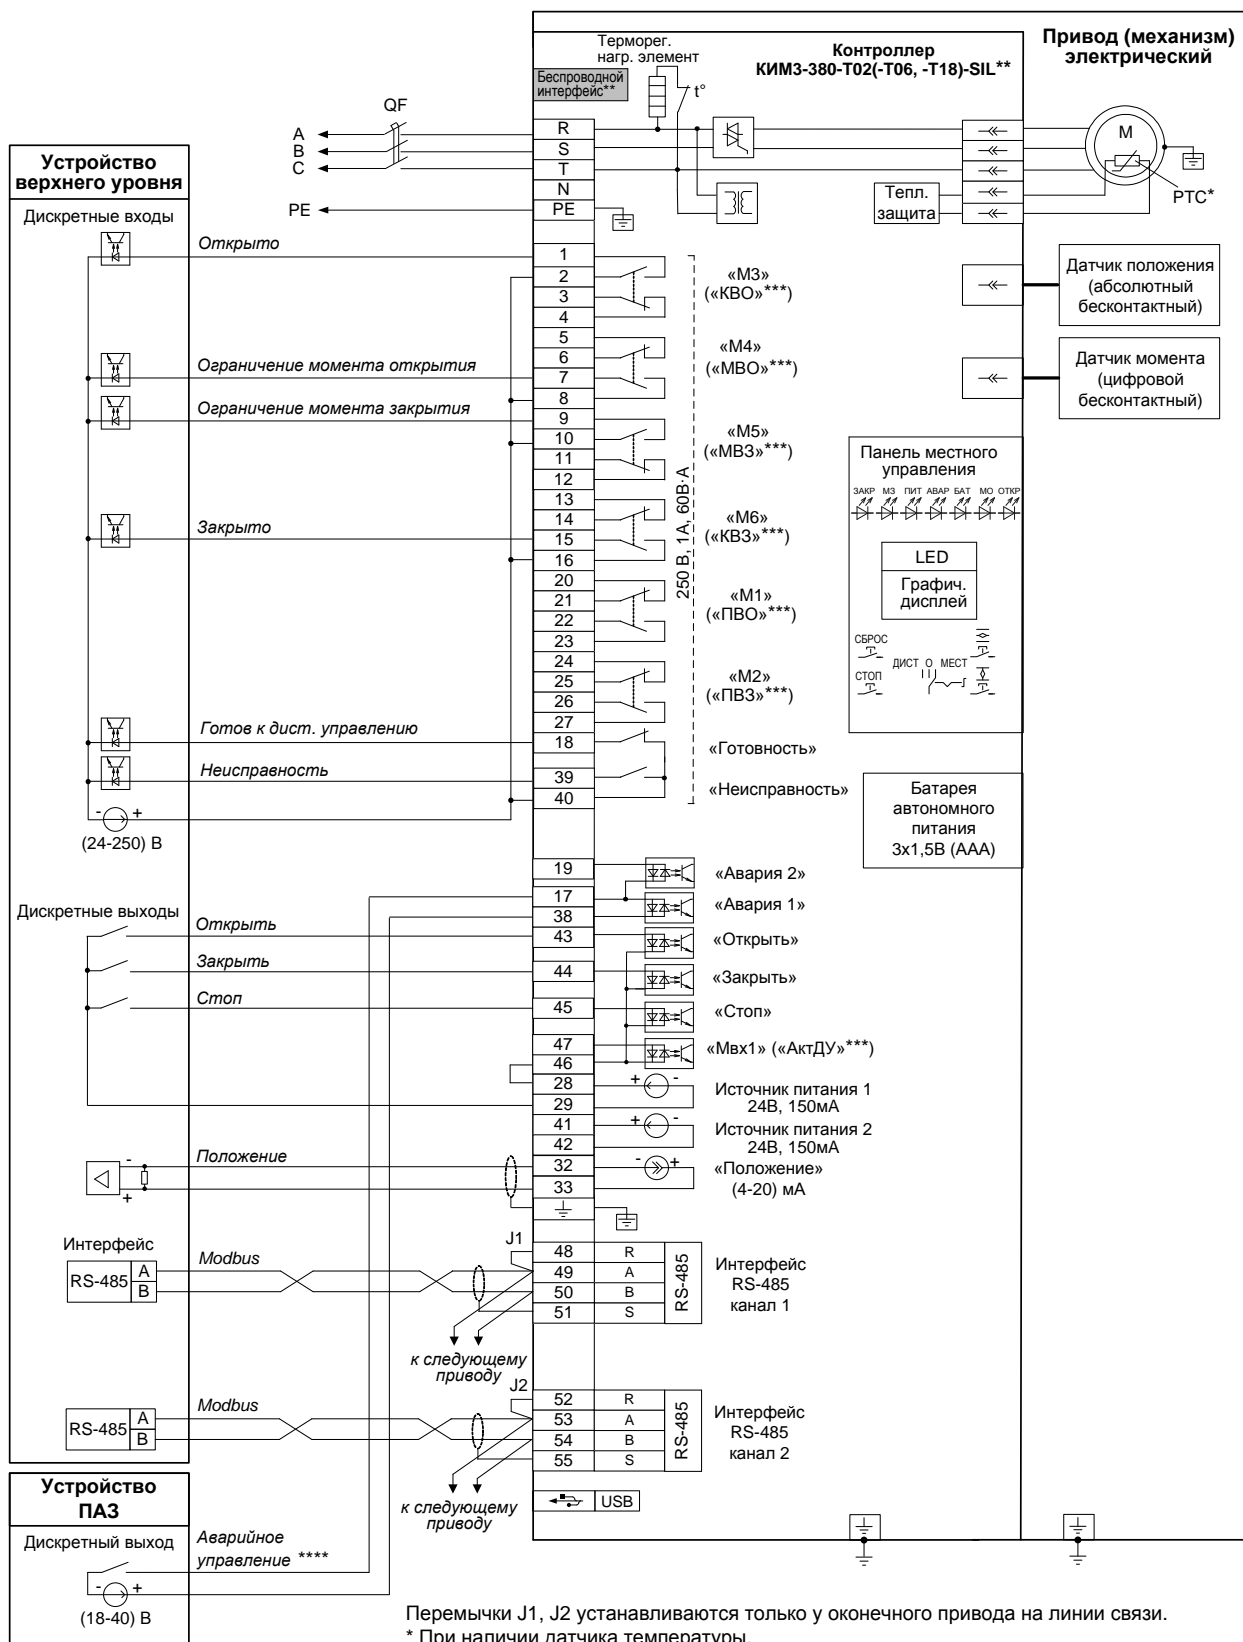 Привод (механизм)
электрический
Контроллер
КИМ3-380-Т02(-Т06, -Т18)-SIL**
Терморег.
нагр. элемент
t°
Беспроводной
интерфейс**
QF
A
B
C
PE
R
S
T
N
PE
M
PTC*
Тепл.
защита
Устройство
верхнего уровня
Дискретные входы
Открыто
1
2
3
4
«М3»
(«КВО»***)
Датчик положения
(абсолютный
бесконтактный)
5
6
7
8
«М4»
(«МВО»***)
Ограничение момента открытия
Датчик момента
(цифровой
бесконтактный)
Ограничение момента закрытия
9
10
11
12
«М5»
(«МВЗ»***)
250 В, 1А, 60В·А
Панель местного
управления
ЗАКР МЗ ПИТ АВАР БАТ МО ОТКР
LED
Графич.
дисплей
СБРОС
СТОП
ДИСТ О МЕСТ
Закрыто
13
14
15
16
«М6»
(«КВЗ»***)
20
21
22
23
«М1»
(«ПВО»***)
24
25
26
27
«М2»
(«ПВЗ»***)
Готов к дист. управлению
18
«Готовность»
Неисправность
39
40
«Неисправность»
- +
(24-250) В
Батарея
автономного
питания
3х1,5В (ААА)
19
«Авария 2»
17
38
«Авария 1»
Дискретные выходы
Открыть
43
«Открыть»
Закрыть
44
«Закрыть»
Стоп
45
«Стоп»
47
46
«Мвх1» («АктДУ»***)
28
29
+ -
Источник питания 1
24В, 150мА
41
42
+ -
Источник питания 2
24В, 150мА
Положение
-
+
32
33
- +
«Положение»
(4-20) мА
Интерфейс
RS-485
A
B
Modbus
J1
48 R
49 A
50 B
51 S
RS-485
Интерфейс
RS-485
канал 1
к следующему
приводу
RS-485
A
B
Modbus
J2
52 R
53 A
54 B
55 S
RS-485
Интерфейс
RS-485
канал 2
к следующему
приводу
USB
Устройство
ПАЗ
Дискретный выход
- +
(18-40) В
Аварийное
управление ****
Перемычки J1, J2 устанавливаются только у оконечного привода на линии связи.
* При наличии датчика температуры.